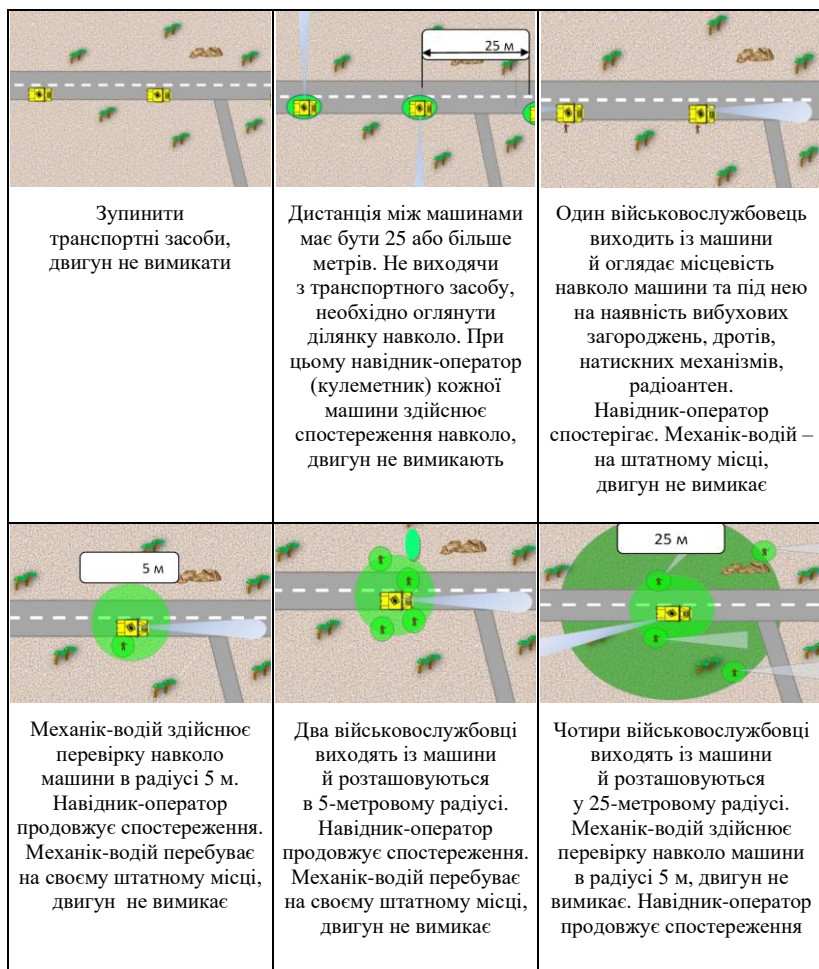 25 м
Зупинити
транспортні засоби,
двигун не вимикати
Дистанція між машинами
має бути 25 або більше
метрів. Не виходячи
з транспортного засобу,
необхідно оглянути
ділянку навколо. При
цьому навідник-оператор
(кулеметник) кожної
машини здійснює
спостереження навколо,
двигун не вимикають
Один військовослужбовець
виходить із машини
й оглядає місцевість
навколо машини та під нею
на наявність вибухових
загороджень, дротів,
натискних механізмів,
радіоантен.
Навідник-оператор
спостерігає. Механік-водій –
на штатному місці,
двигун не вимикає
5 м
25 м
Механік-водій здійснює
перевірку навколо
машини в радіусі 5 м.
Навідник-оператор
продовжує спостереження.
Механік-водій перебуває
на своєму штатному місці,
двигун не вимикає
Два військовослужбовці
виходять із машини
й розташовуються
в 5-метровому радіусі.
Навідник-оператор
продовжує спостереження.
Механік-водій перебуває
на своєму штатному місці,
двигун не вимикає
Чотири військовослужбовці
виходять із машини
й розташовуються
у 25-метровому радіусі.
Механік-водій здійснює
перевірку навколо машини
в радіусі 5 м, двигун не
вимикає. Навідник-оператор
продовжує спостереження